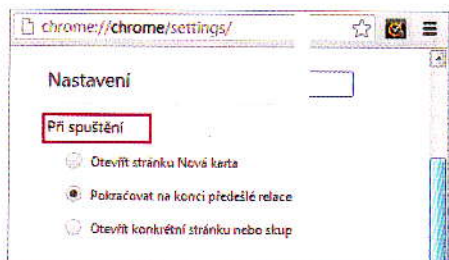 chrome://chrome/settings/
Nastavení
Při spuštění
Otevřít stránku Nová karta
Pokračovat na konci předešlé relace
Otevřít konkrétní stránku nebo skup